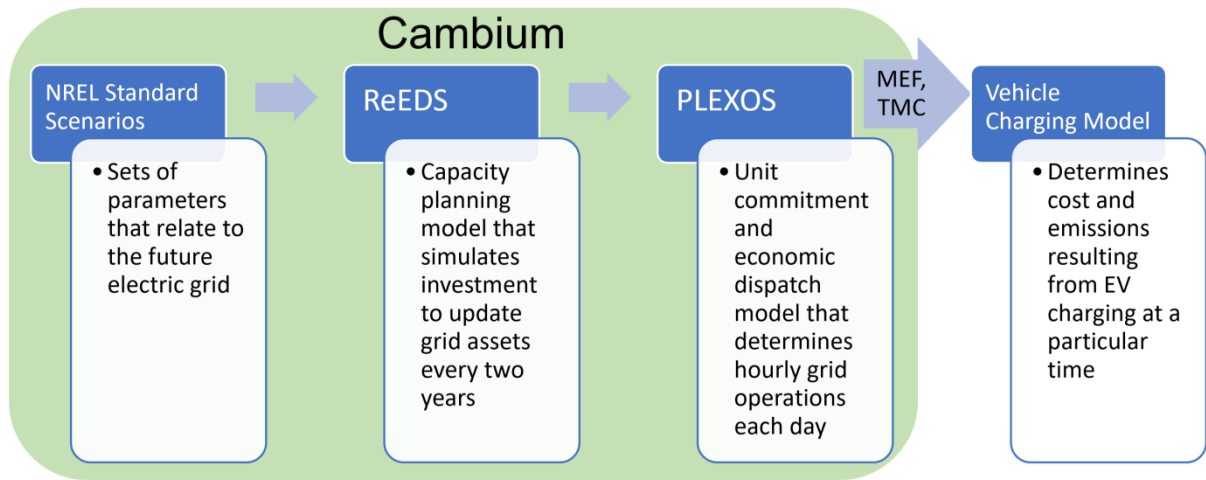 Cambium
NREL Standard
Scenarios
• Sets of
parameters
that relate to
the future
electric grid
ReEDS
• Capacity
planning
model that
simulates
investment
to update
grid assets
every two
years
PLEXOS
• Unit
commitment
and
economic
dispatch
model that
determines
hourly grid
operations
each day
MEF,
TMC
Vehicle
Charging Model
• Determines
cost and
emissions
resulting
from EV
charging at a
particular
time